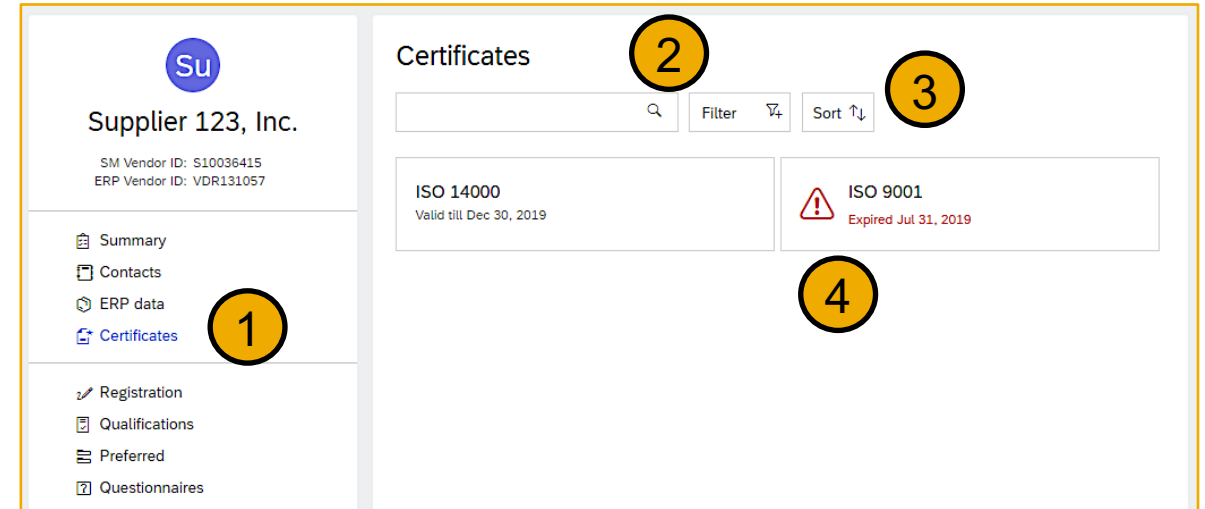 Su
Supplier 123, Inc.
SM Vendor ID: S10036415
ERP Vendor ID: VDR131057
Summary
Contacts
ERP data
Certificates
1
Registration
Qualifications
Preferred
Questionnaires
Certificates
2
Filter
Sort
3
ISO 14000
Valid till Dec 30, 2019
ISO 9001
Expired Jul 31, 2019
4